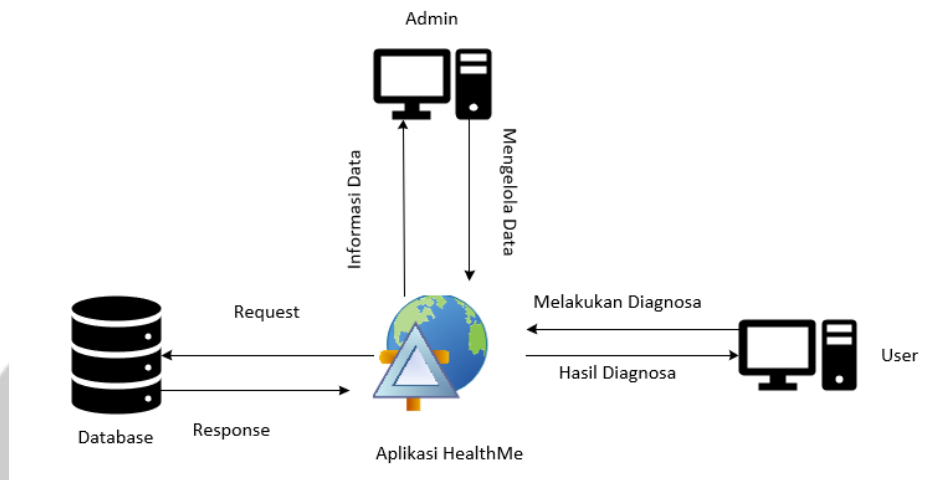 Admin
Informasi Data
Mengelola Data
Request
Melakukan Diagnosa
User
Hasil Diagnosa
Database
Response
Aplikasi HealthMe